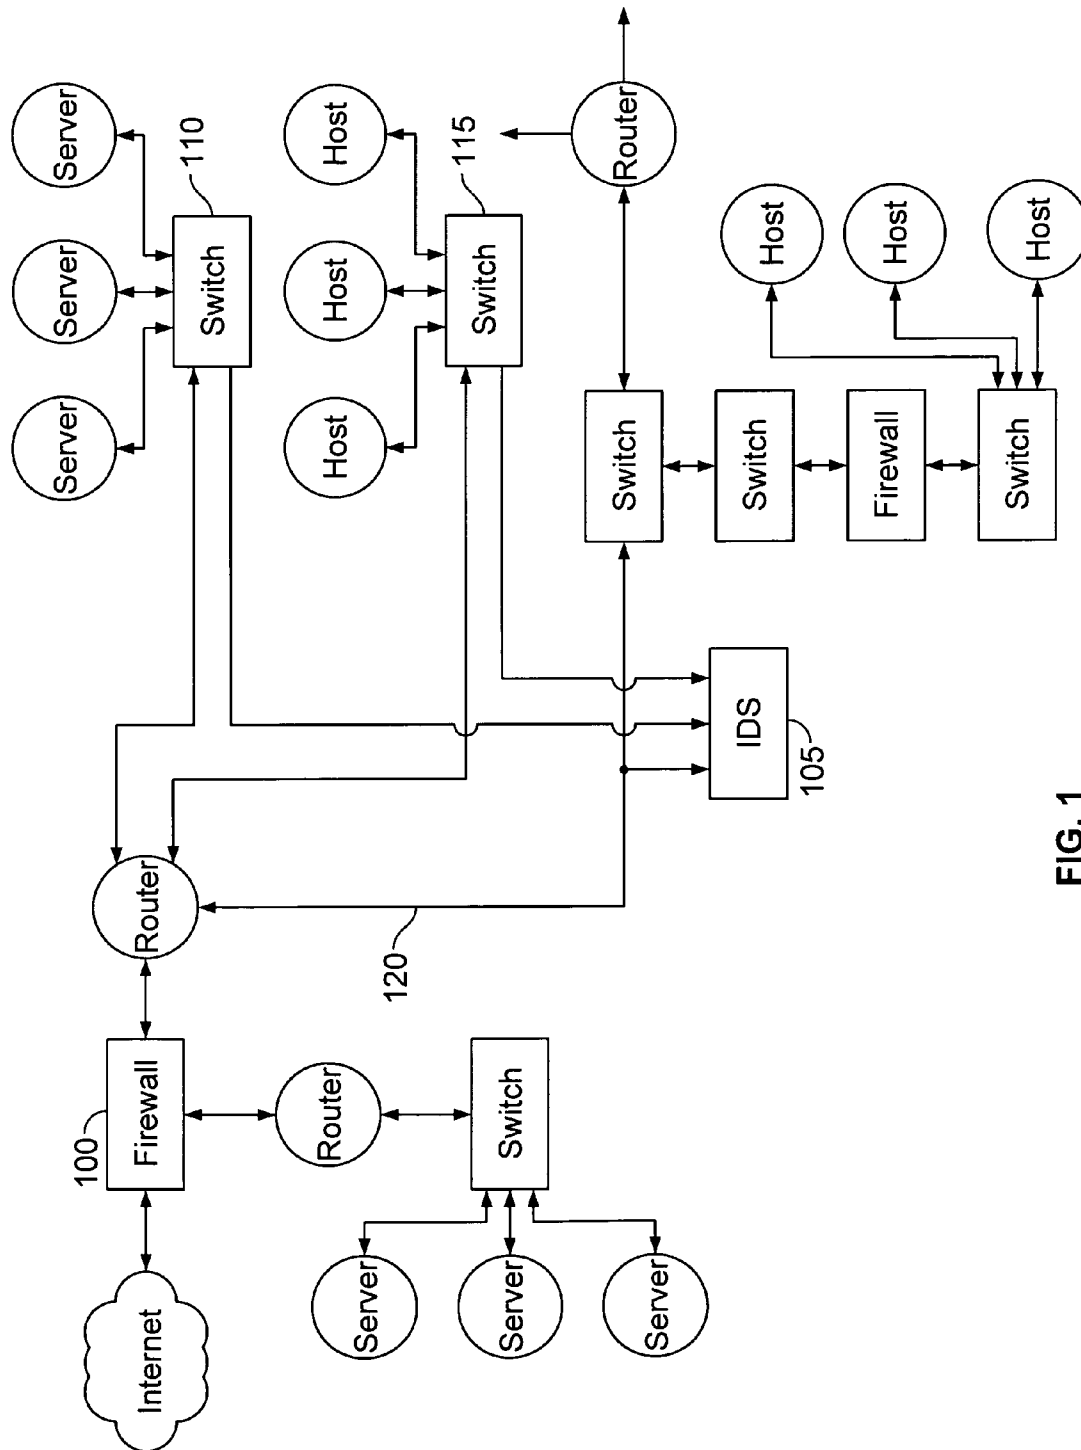 Internet
100
Firewall
Router
Switch
Server
Server
Server
Router
120
Server
Server
Server
110
Switch
Host
Host
Host
115
Switch
IDS
105
Switch
Router
Switch
Firewall
Switch
Host
Host
Host
FIG. 1